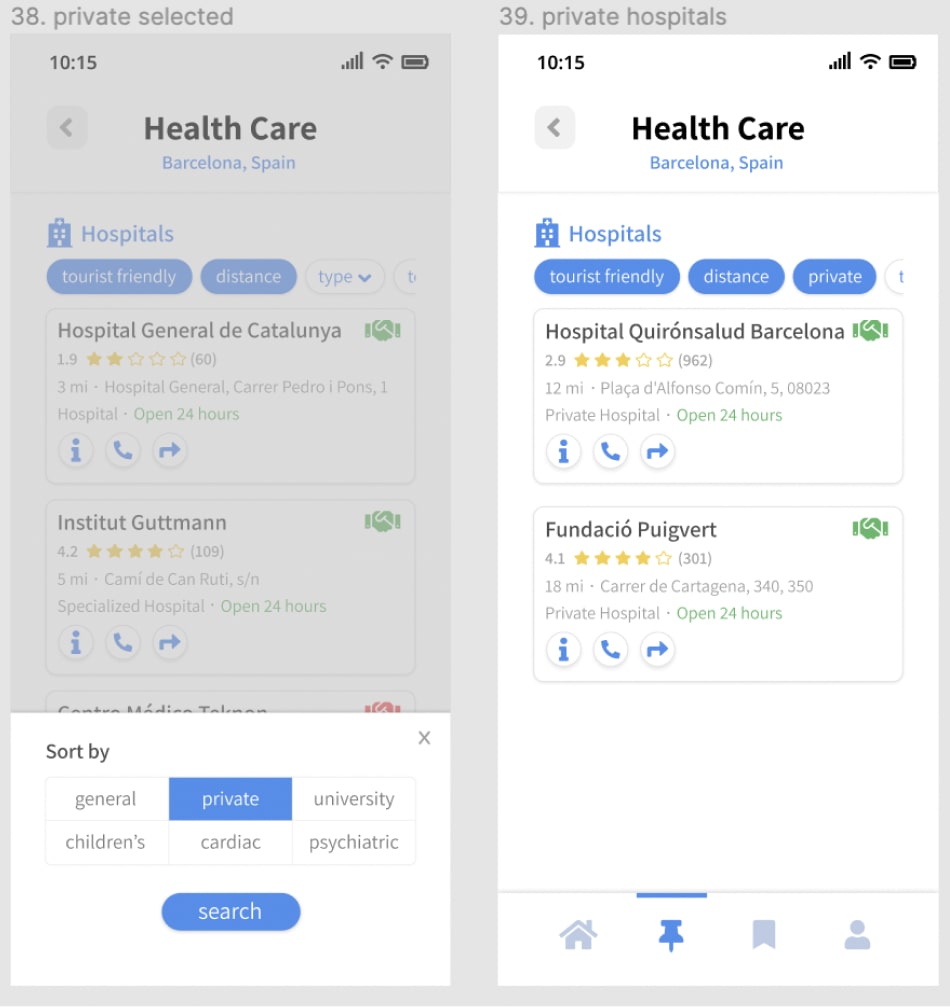 38. private selected
10:15
Health Care
Barcelona, Spain
Hospitals
tourist friendly distance type
Hospital General de Catalunya
1.9 (60)
3 mi · Hospital General, Carrer Pedro i Pons, 1
Hospital · Open 24 hours
Institut Guttmann
4.2 (109)
5 mi · Camí de Can Ruti, s/n
Specialized Hospital · Open 24 hours
Centro Médico Teknon
Sort by
x
general private university
children's cardiac psychiatric
search
39. private hospitals
10:15
Health Care
Barcelona, Spain
Hospitals
tourist friendly distance private
Hospital Quirónsalud Barcelona
2.9 (962)
12 mi · Plaça d'Alfonso Comín, 5, 08023
Private Hospital · Open 24 hours
Fundació Puigvert
4.1 (301)
18 mi · Carrer de Cartagena, 340, 350
Private Hospital · Open 24 hours